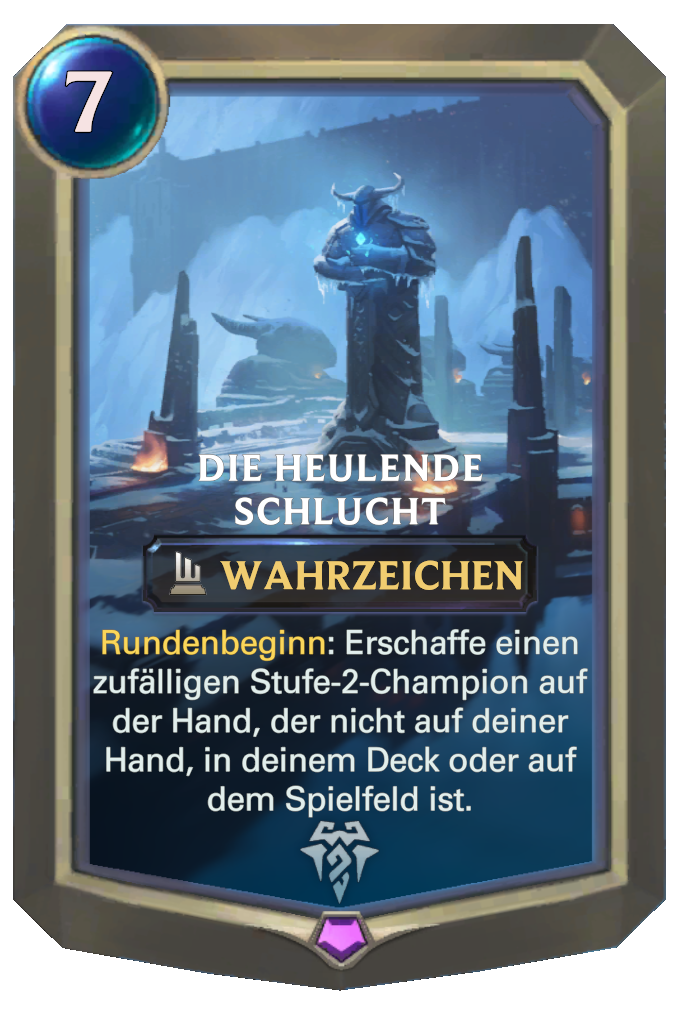 7
DIE HEULENDE
SCHLUCHT
WAHRZEICHEN
Rundenbeginn: Erschaffe einen
zufälligen Stufe-2-Champion auf
der Hand, der nicht auf deiner
Hand, in deinem Deck oder auf
dem Spielfeld ist.